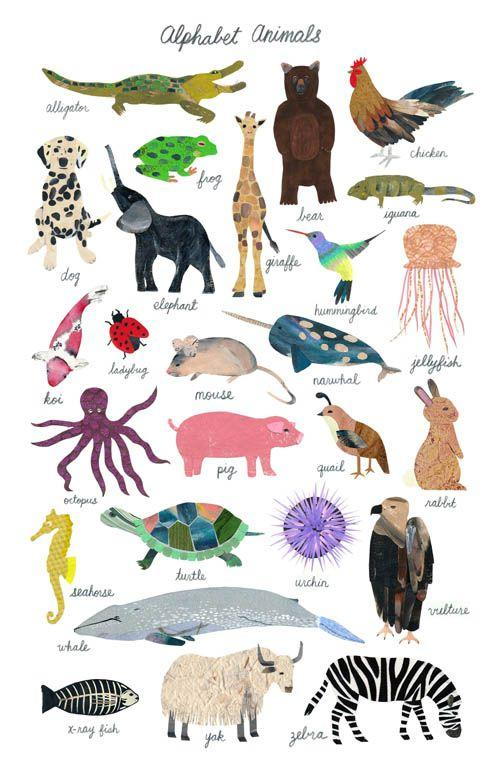 Alphabet Animals
alligator
bear
chicken
dog
frog
iguana
elephant
giraffe
hummingbird
jellyfish
koi
ladybug
mouse
narwhal
octopus
pig
quail
rabbit
seahorse
turtle
urchin
vulture
whale
x-ray fish
yak
zebra